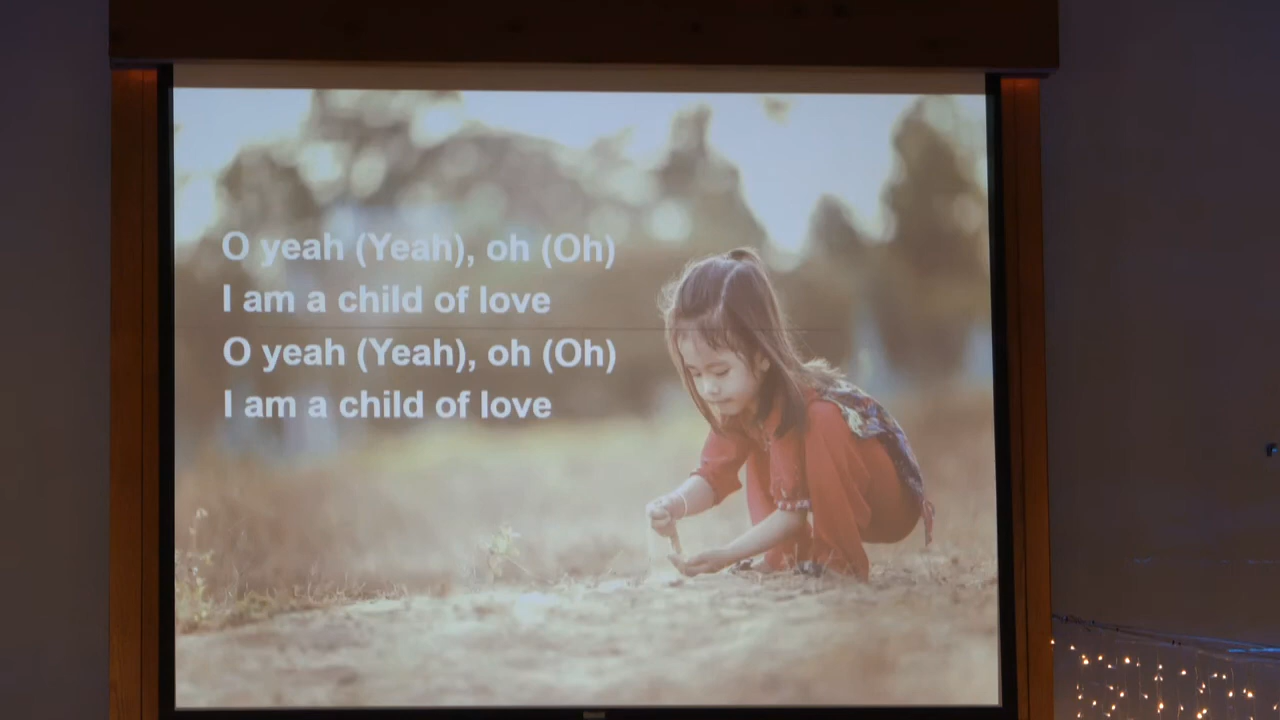 O yeah (Yeah), oh (Oh)
I am a child of love
O yeah (Yeah), oh (Oh)
I am a child of love